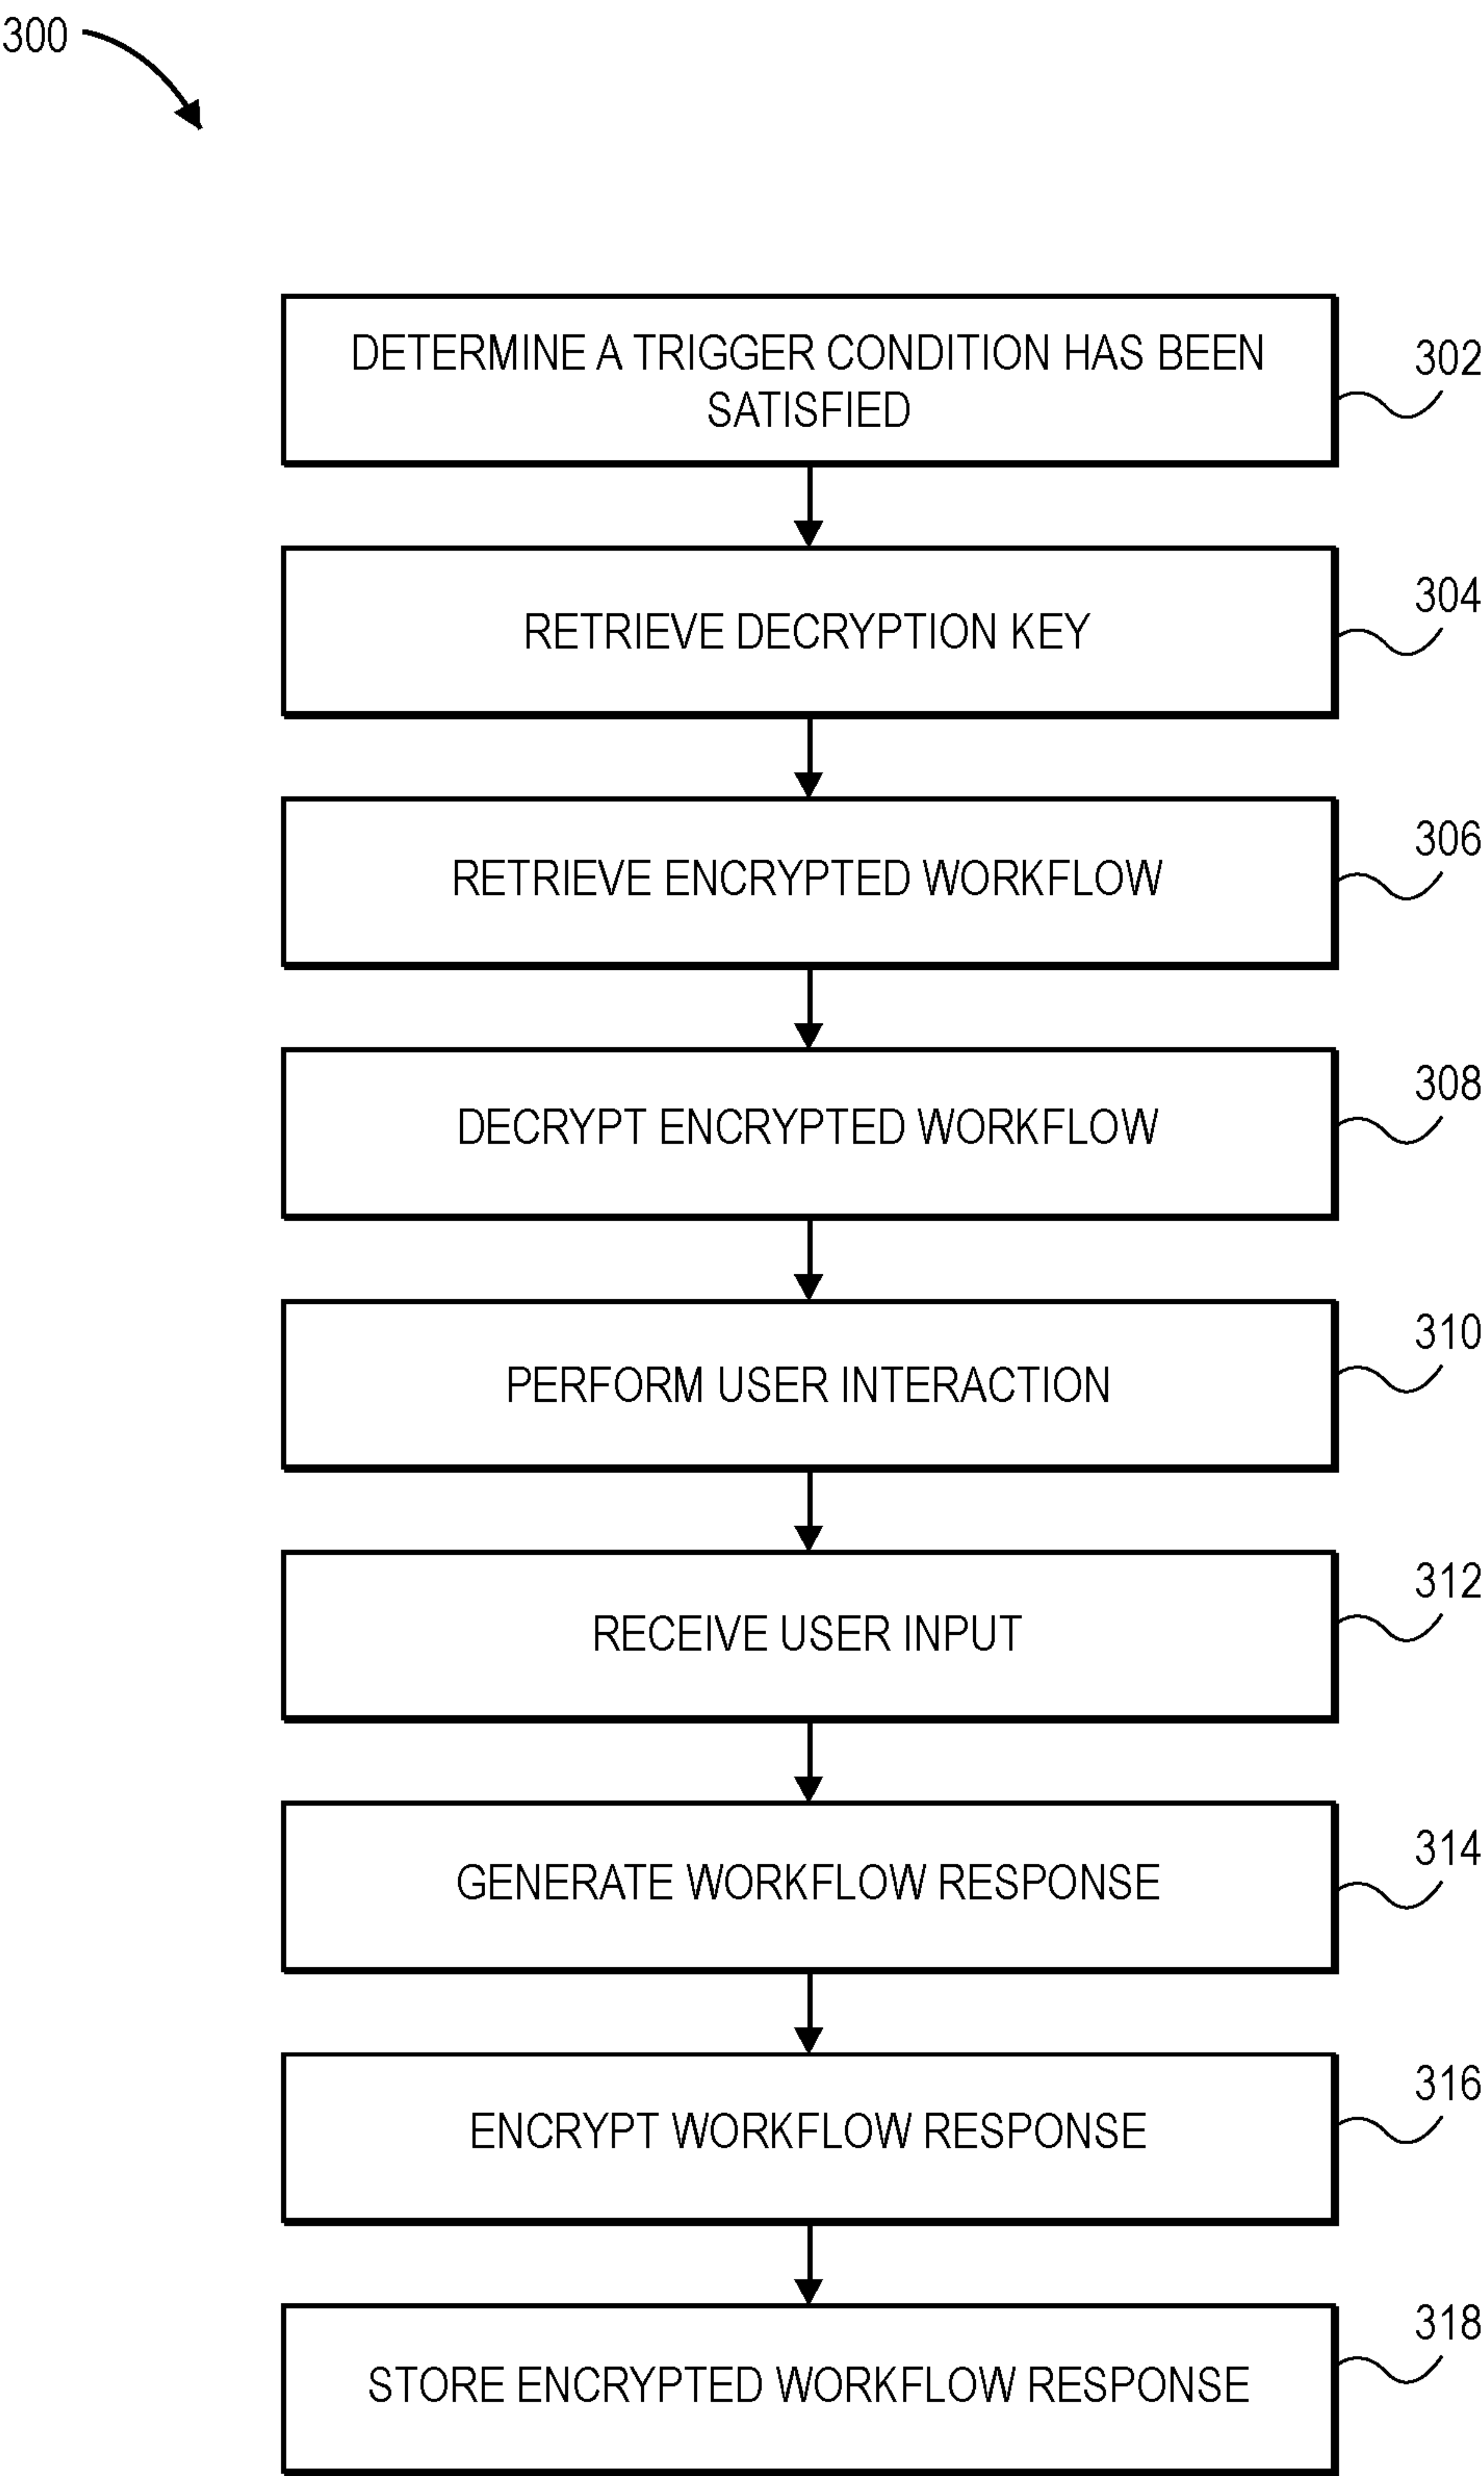 300
DETERMINE A TRIGGER CONDITION HAS BEEN
SATISFIED
302
RETRIEVE DECRYPTION KEY
304
RETRIEVE ENCRYPTED WORKFLOW
306
DECRYPT ENCRYPTED WORKFLOW
308
PERFORM USER INTERACTION
310
RECEIVE USER INPUT
312
GENERATE WORKFLOW RESPONSE
314
ENCRYPT WORKFLOW RESPONSE
316
STORE ENCRYPTED WORKFLOW RESPONSE
318